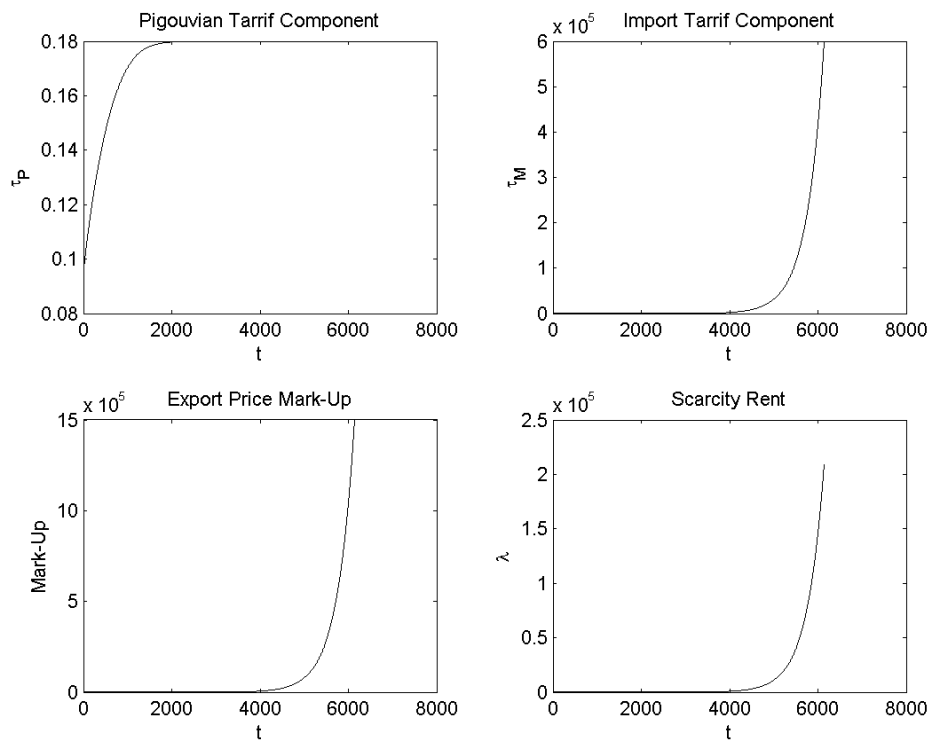 Pigouvian Tarrif Component
0.18
0.16
0.14
0.12
0.1
0.08
τP
0 2000 4000 6000 8000
t
Import Tarrif Component
x 10^5
6
5
4
3
2
1
0
τM
0 2000 4000 6000 8000
t
Export Price Mark-Up
x 10^5
15
10
5
0
Mark-Up
0 2000 4000 6000 8000
t
Scarcity Rent
x 10^5
2.5
2
1.5
1
0.5
0
λ
0 2000 4000 6000 8000
t